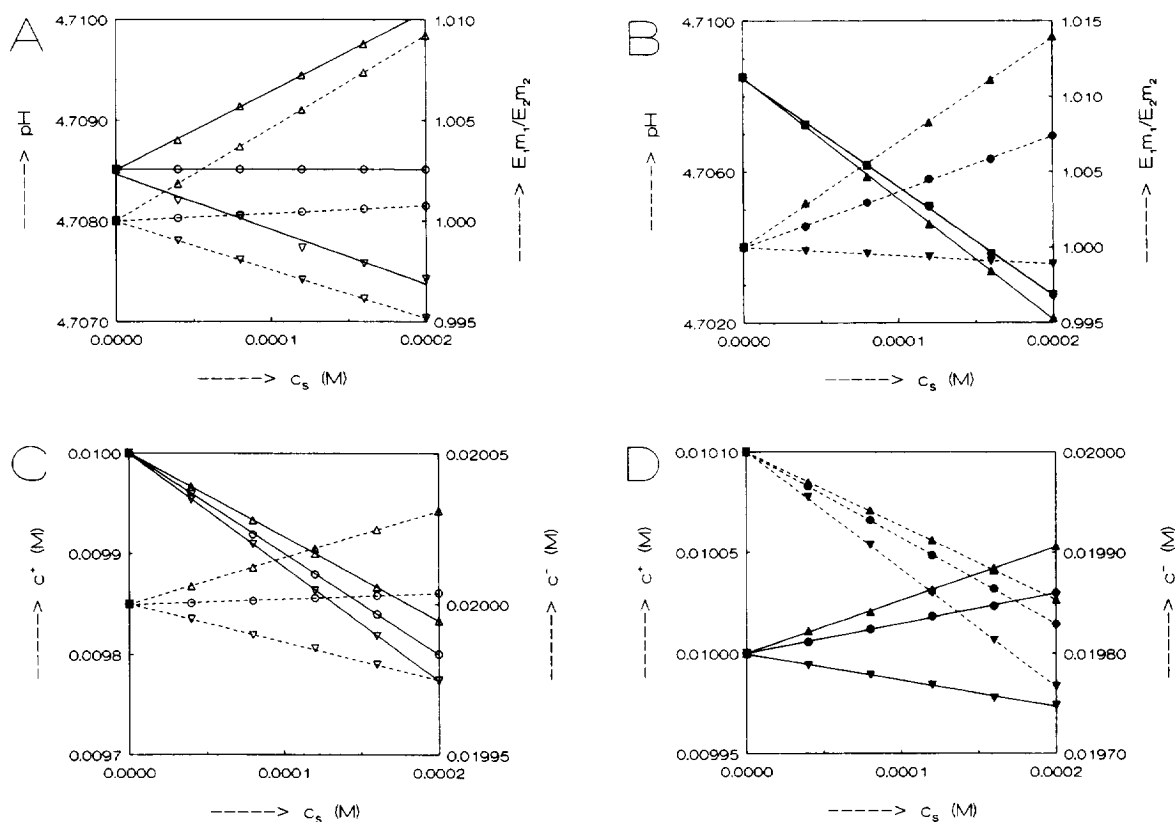 A
4.7100
4.7090
4.7080
4.7070
-----> pH
1.010
1.005
1.000
0.995
-----> E₁m₁/E₂m₂
0.0000 0.0001 0.0002
-----> cₛ (M)
B
4.7100
4.7060
4.7020
-----> pH
1.015
1.010
1.005
1.000
0.995
-----> E₁m₁/E₂m₂
0.0000 0.0001 0.0002
-----> cₛ (M)
C
0.0100
0.0099
0.0098
0.0097
-----> c⁺ (M)
0.02005
0.02000
0.01995
-----> c⁻ (M)
0.0000 0.0001 0.0002
-----> cₛ (M)
D
0.01010
0.01005
0.01000
0.00995
-----> c⁺ (M)
0.02000
0.01990
0.01980
0.01970
-----> c⁻ (M)
0.0000 0.0001 0.0002
-----> cₛ (M)